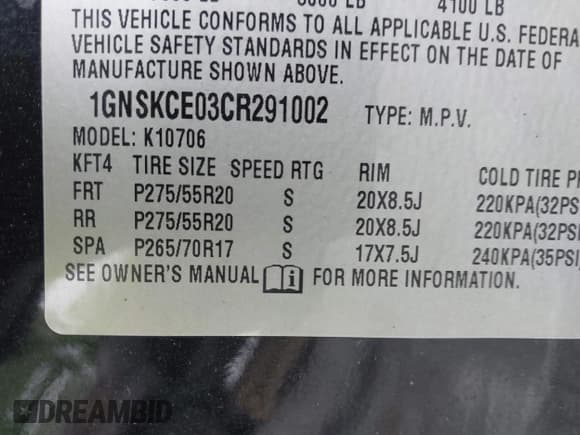 4100 LB
THIS VEHICLE CONFORMS TO ALL APPLICABLE U.S. FEDERA
VEHICLE SAFETY STANDARDS IN EFFECT ON THE DATE OF
MANUFACTURE SHOWN ABOVE.
1GNSKCE03CR291002 TYPE: M.P.V.
MODEL: K10706
KFT4 TIRE SIZE SPEED RTG RIM COLD TIRE P
FRT P275/55R20 S 20X8.5J 220KPA(32PS
RR P275/55R20 S 20X8.5J 220KPA(32PSI
SPA P265/70R17 S 17X7.5J 240KPA(35PSI)
SEE OWNER'S MANUAL FOR MORE INFORMATION.
DREAMBID